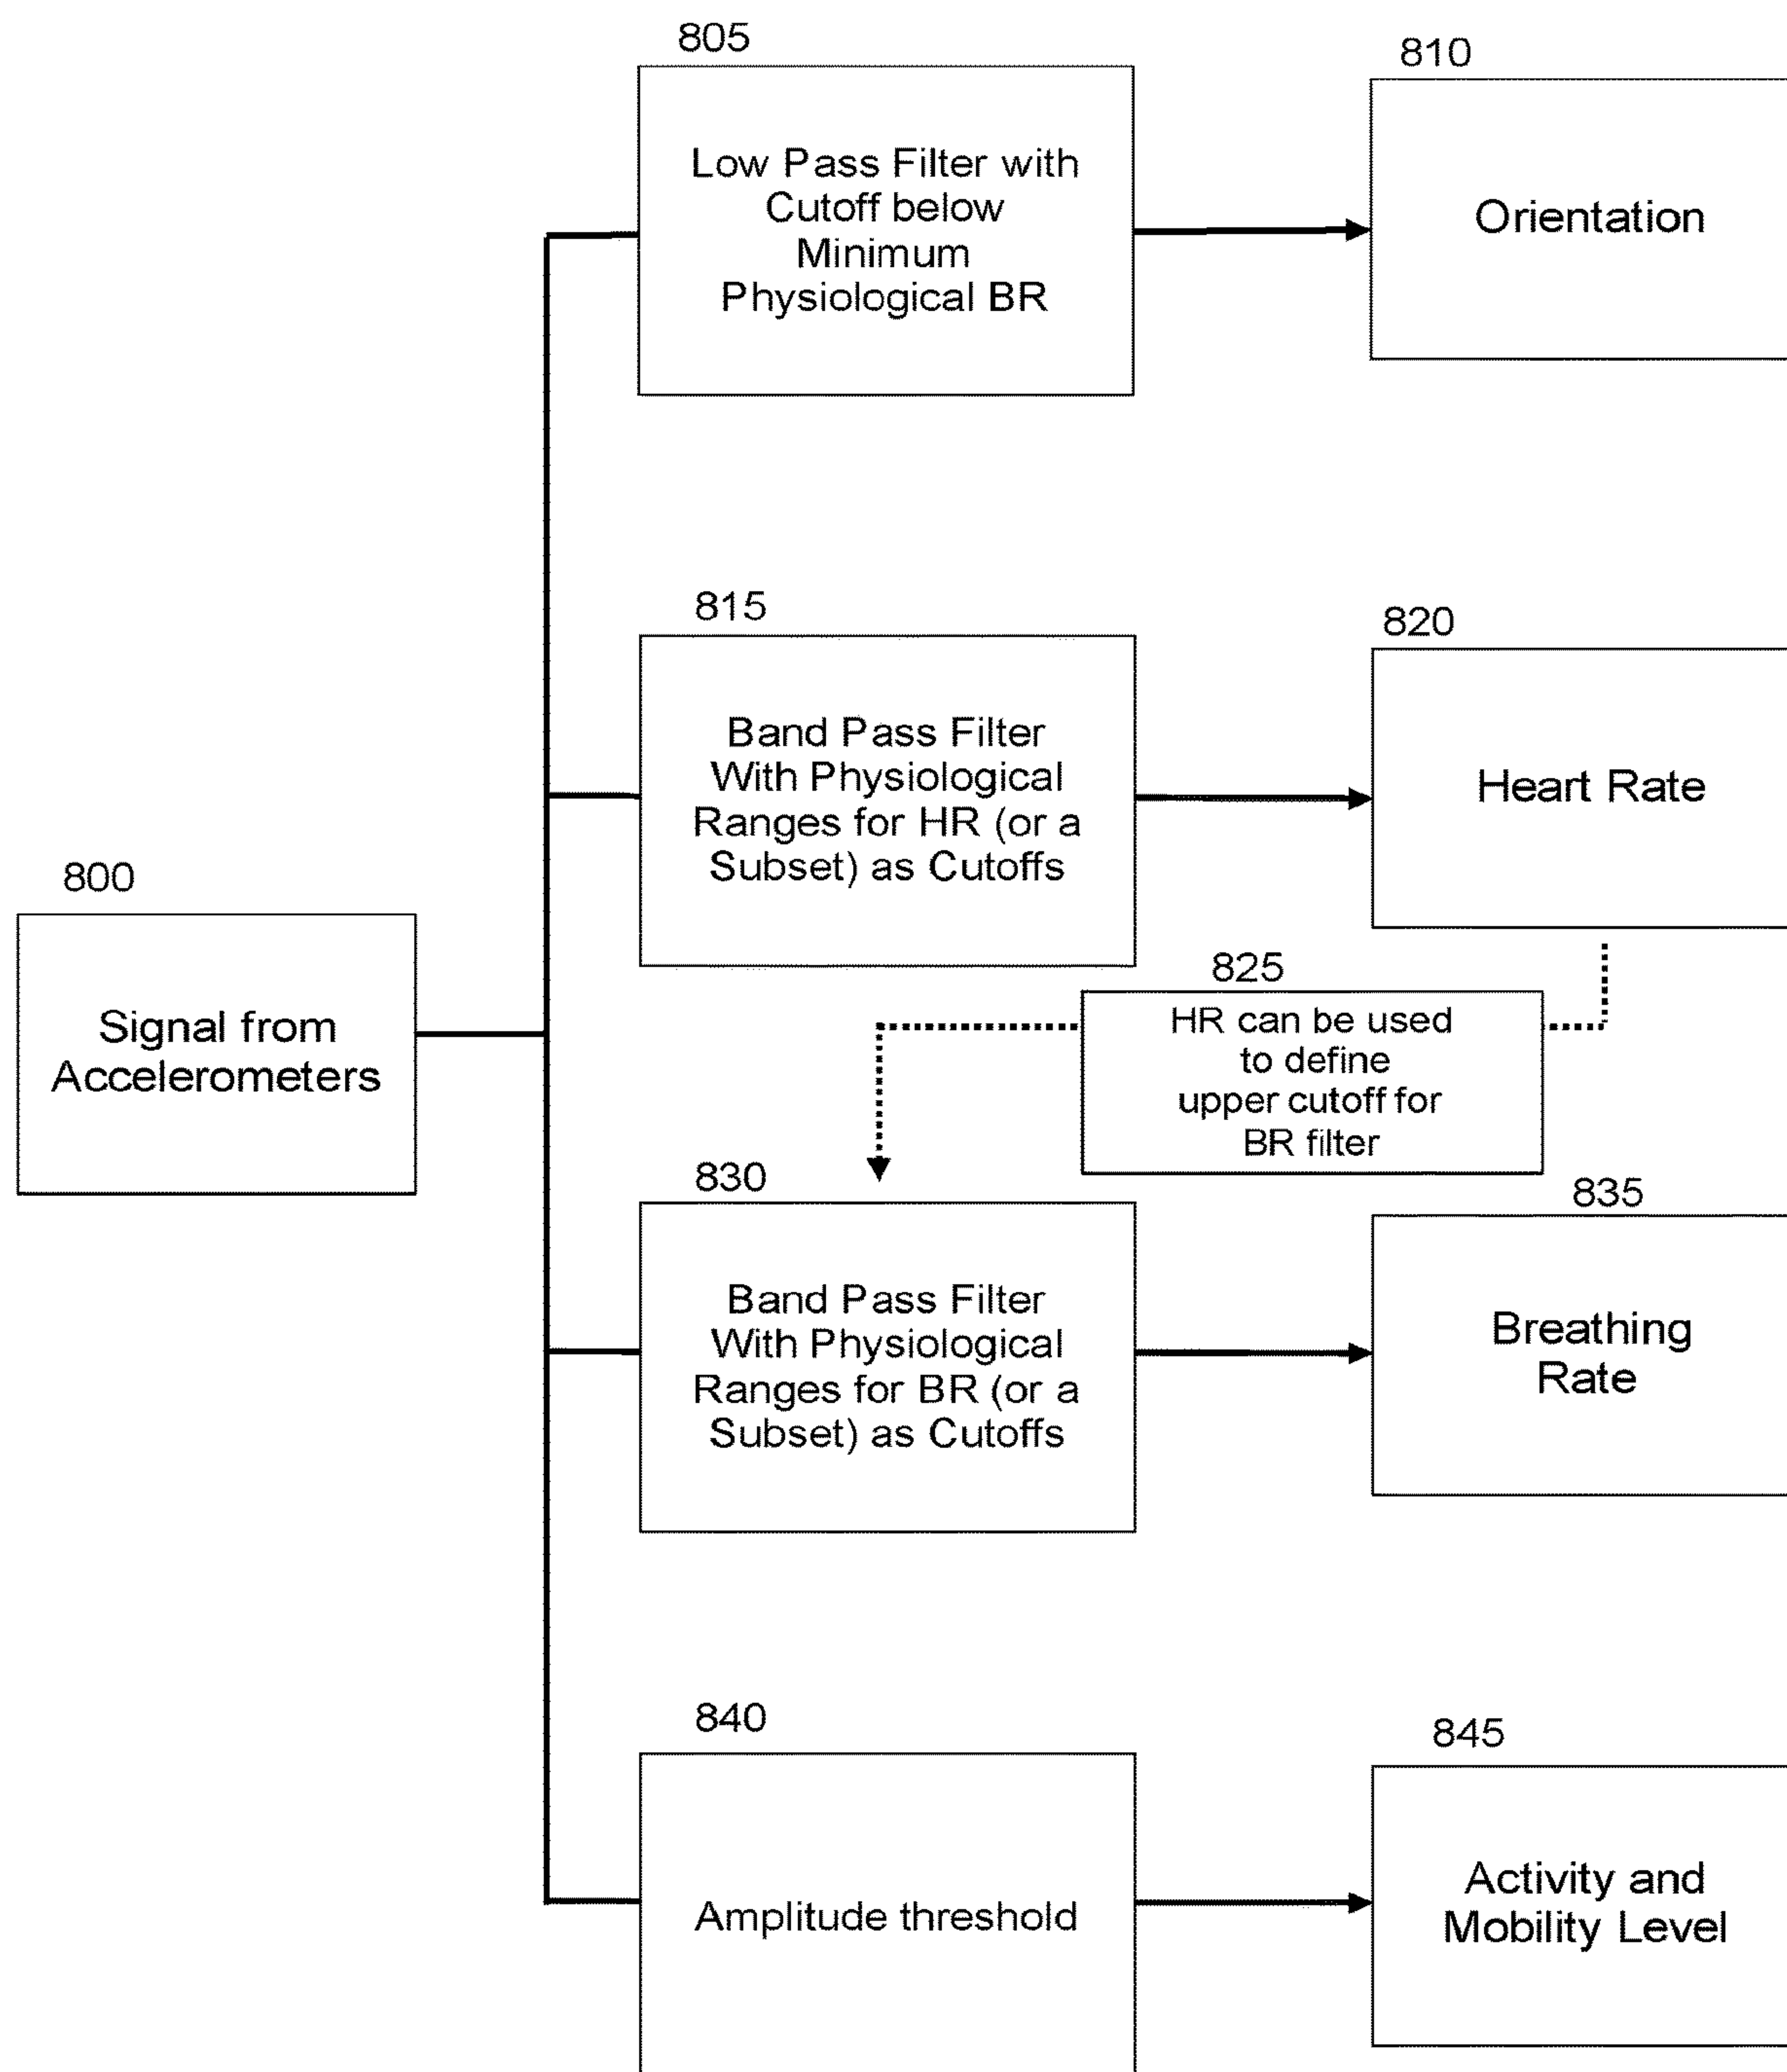 805
Low Pass Filter with
Cutoff below
Minimum
Physiological BR
810
Orientation
815
Band Pass Filter
With Physiological
Ranges for HR (or a
Subset) as Cutoffs
820
Heart Rate
800
Signal from
Accelerometers
825
HR can be used
to define
upper cutoff for
BR filter
830
Band Pass Filter
With Physiological
Ranges for BR (or a
Subset) as Cutoffs
835
Breathing
Rate
840
Amplitude threshold
845
Activity and
Mobility Level